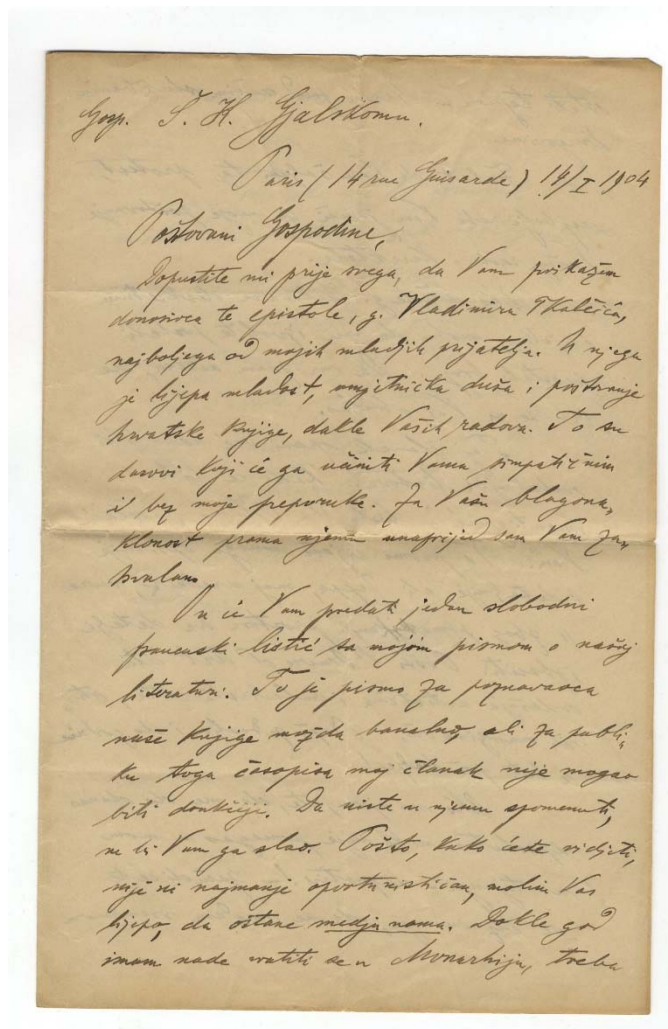 Gosp. Š. K. Gjalskomu.
Paris (14 rue Guisarde) 14/I 1904
Poštovani Gospodine,
Dopustite mi prije svega, da Vam prikažem
donosioca te epistole, g. Vladimira Tkalčića,
najboljega od mojih mladjih prijatelja. U njega
je lijepa mladost, umjetnička duša i poštovanje
hrvatske knjige, dakle Vaših radova. To su
darovi koji će ga učiniti Vama simpatičnim
i bez moje preporuke. Za Vašu blagona„
klonost prama njemu unaprijed sam Vam za„
hvalan.
On će Vam predati jedan slobodni
francuski listić sa mojim pismom o našoj
literaturi. To je pismo za poznavaoca
naše knjige možda banalno, ali za publi„
ku toga časopisa moj članak nije mogao
biti drukčiji. Da niste u njemu spomenuti,
ne bi Vam ga slao. Pošto, kako ćete vidjeti,
nije ni najmanje oportunističan, molim Vas
lijepo, da ostane medju nama. Dokle god
imam nade vratiti se u Monarhiju, treba